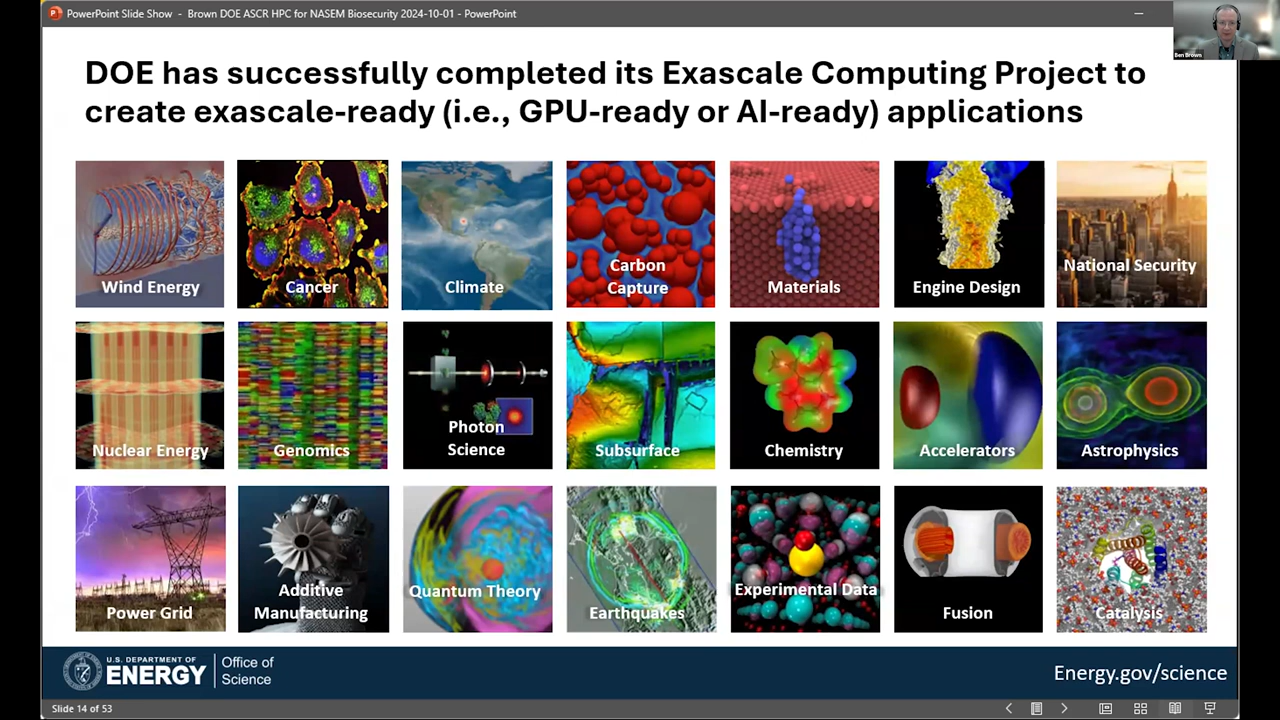 PowerPoint Slide Show - Brown DOE ASCR HPC for NASEM Biosecurity 2024-10-01 - PowerPoint
Ben Brown
DOE has successfully completed its Exascale Computing Project to
create exascale-ready (i.e., GPU-ready or AI-ready) applications
Wind Energy
Cancer
Climate
Carbon
Capture
Materials
Engine Design
National Security
Nuclear Energy
Genomics
Photon
Science
Subsurface
Chemistry
Accelerators
Astrophysics
Power Grid
Additive
Manufacturing
Quantum Theory
Earthquakes
Experimental Data
Fusion
Catalysis
U.S. DEPARTMENT OF
ENERGY
Office of
Science
Energy.gov/science
Slide 14 of 53